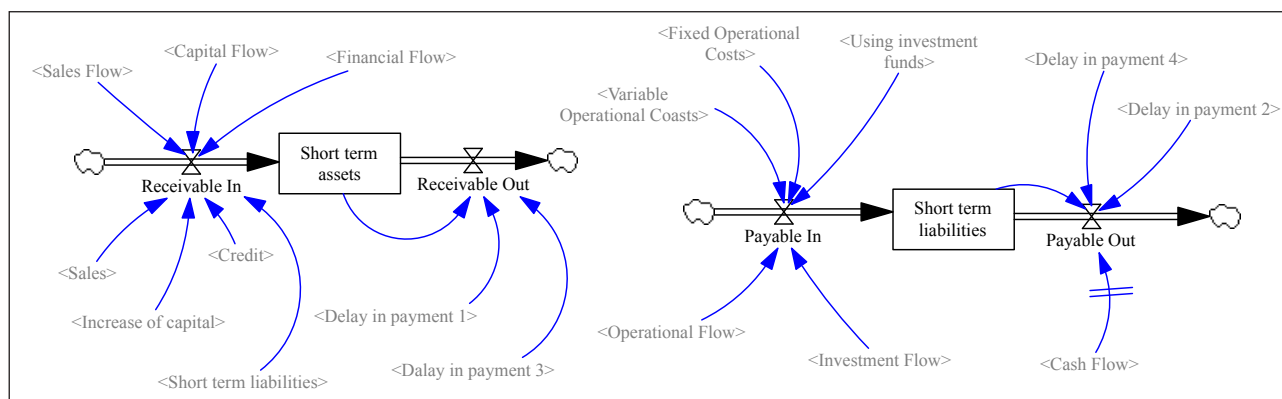 <Capital Flow>
<Sales Flow>
<Financial Flow>
Short term
assets
Receivable In
Receivable Out
<Sales>
<Credit>
<Increase of capital>
<Delay in payment 1>
<Short term liabilities>
<Dalay in payment 3>
<Fixed Operational
Costs>
<Using investment
funds>
<Variable
Operational Coasts>
<Delay in payment 4>
<Delay in payment 2>
Short term
liabilities
Payable In
Payable Out
<Operational Flow>
<Investment Flow>
<Cash Flow>